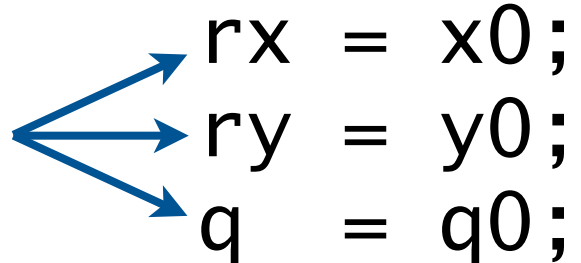 rx = x0;
ry = y0;
q  = q0;